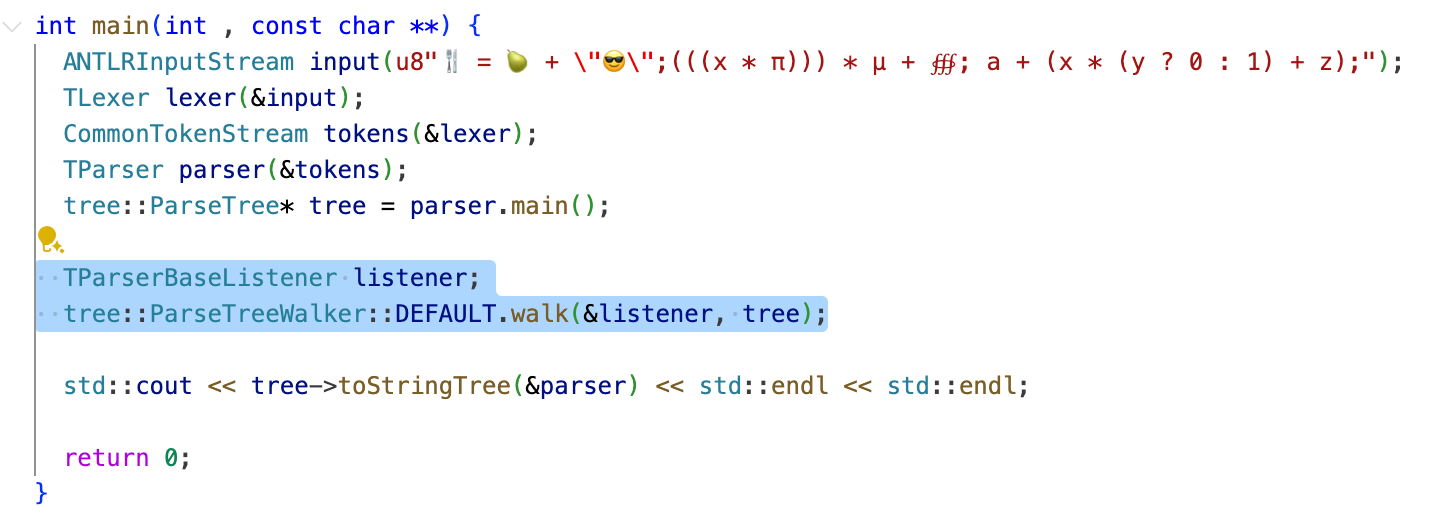 int main(int , const char **) {
  ANTLRInputStream input(u8"🍴 = 🍐 + \"😎\";(((x * π))) * µ + ∰; a + (x * (y ? 0 : 1) + z);");
  TLexer lexer(&input);
  CommonTokenStream tokens(&lexer);
  TParser parser(&tokens);
  tree::ParseTree* tree = parser.main();
  TParserBaseListener listener;
  tree::ParseTreeWalker::DEFAULT.walk(&listener, tree);
  std::cout << tree->toStringTree(&parser) << std::endl << std::endl;
  return 0;
}